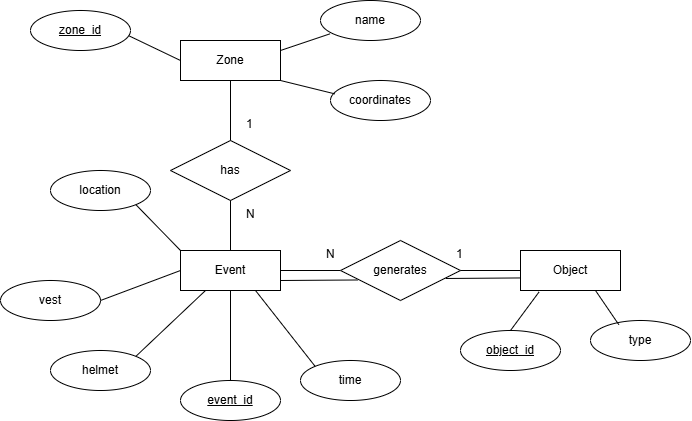 name
zone_id
Zone
coordinates
1
has
location
N
N
1
Event
generates
Object
vest
type
object_id
helmet
time
event_id